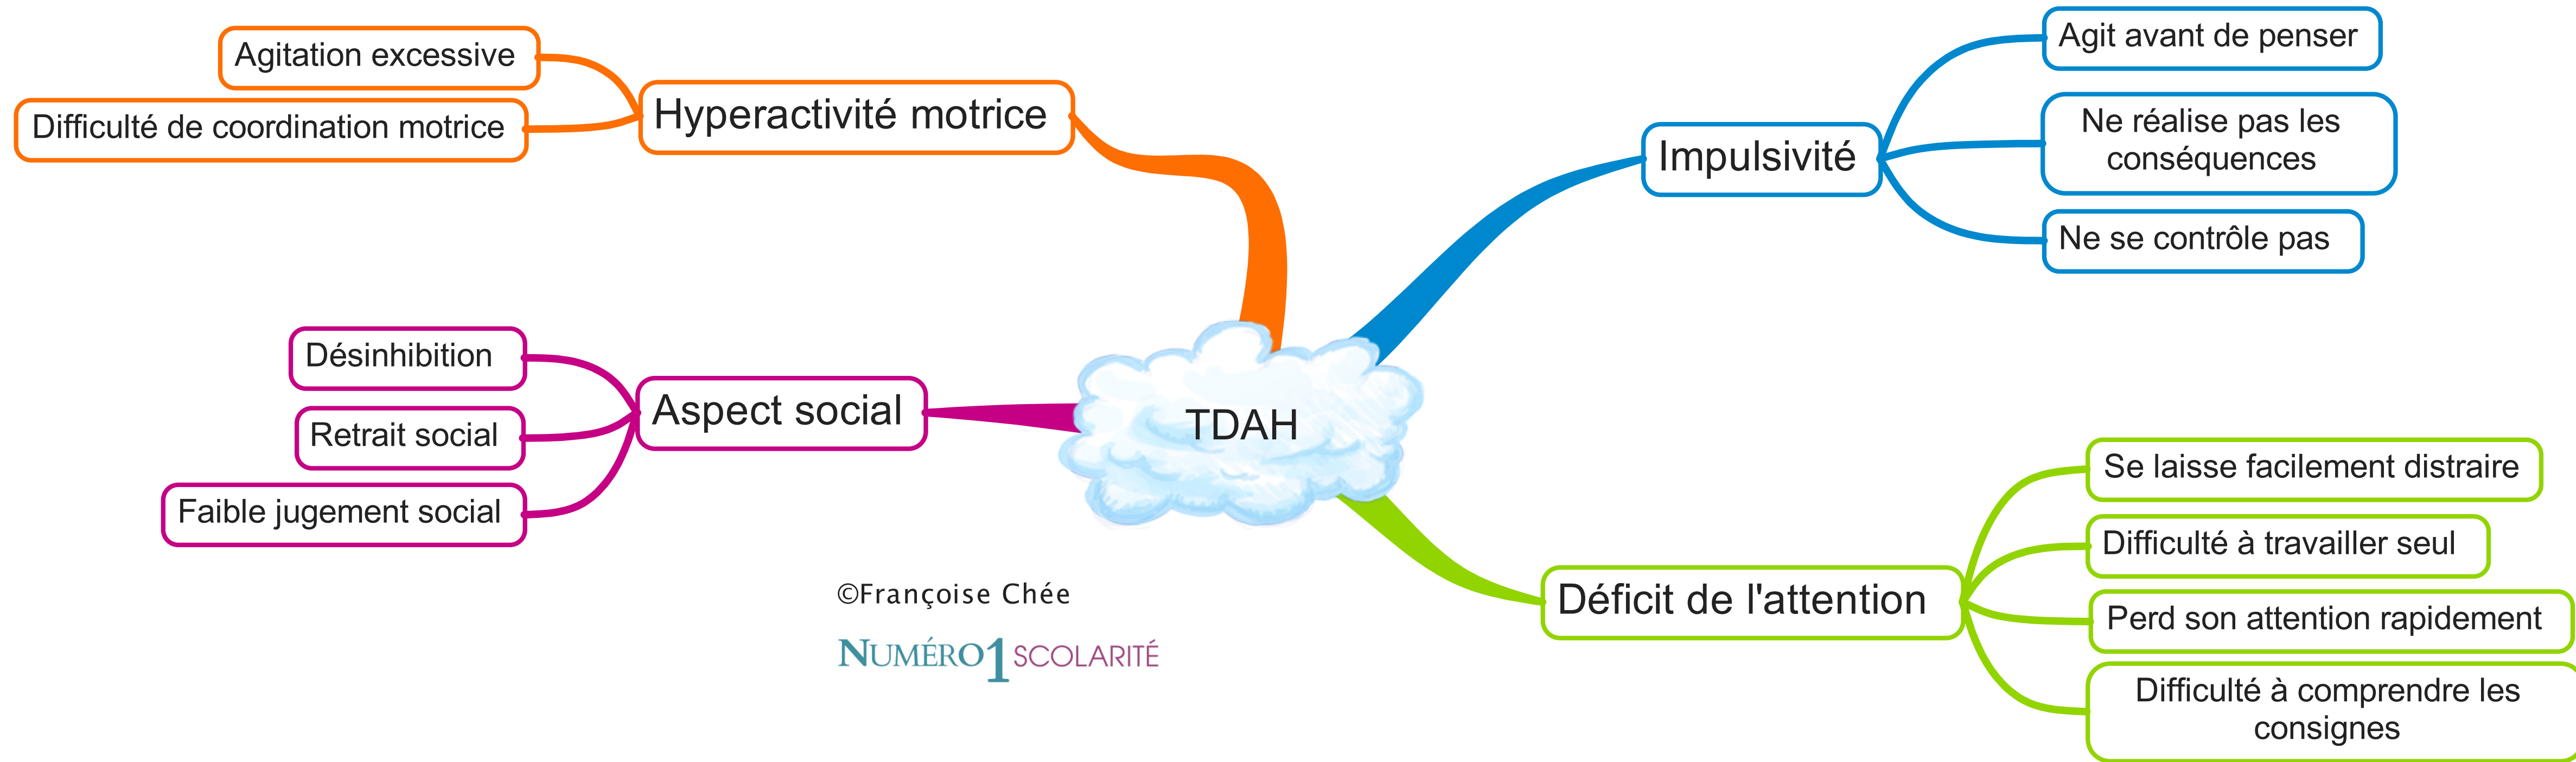 Agitation excessive
Difficulté de coordination motrice
Hyperactivité motrice
Désinhibition
Retrait social
Faible jugement social
Aspect social
TDAH
Impulsivité
Agit avant de penser
Ne réalise pas les
conséquences
Ne se contrôle pas
Déficit de l'attention
Se laisse facilement distraire
Difficulté à travailler seul
Perd son attention rapidement
Difficulté à comprendre les
consignes
©Françoise Chée
NUMÉRO1 SCOLARITÉ